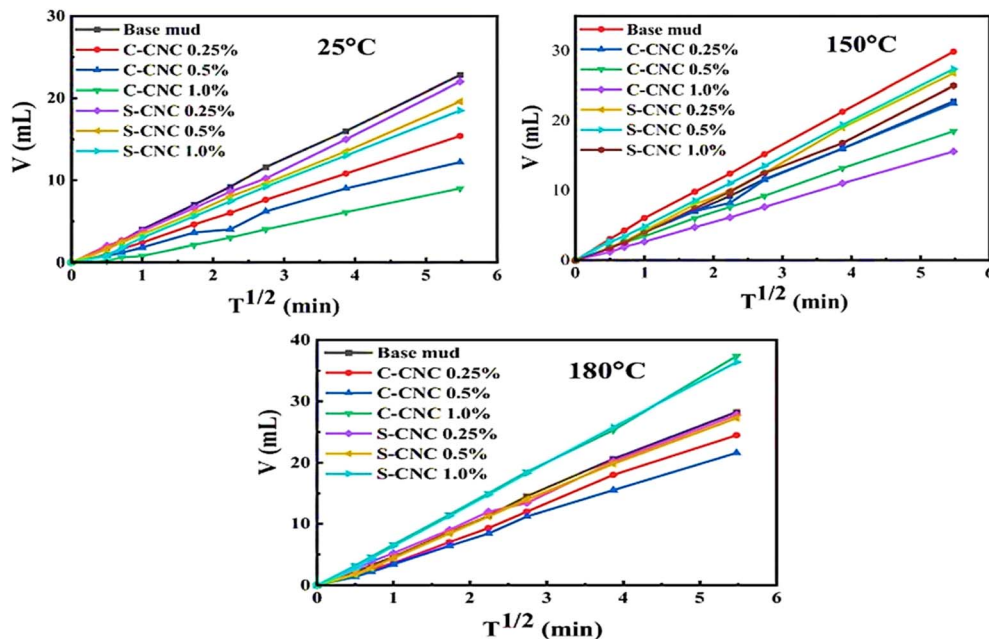 30
20
10
0
V (mL)
Base mud
C-CNC 0.25%
C-CNC 0.5%
C-CNC 1.0%
S-CNC 0.25%
S-CNC 0.5%
S-CNC 1.0%
25°C
0 1 2 3 4 5 6
T1/2 (min)
30
20
10
0
V (mL)
Base mud
C-CNC 0.25%
C-CNC 0.5%
C-CNC 1.0%
S-CNC 0.25%
S-CNC 0.5%
S-CNC 1.0%
150°C
0 1 2 3 4 5 6
T1/2 (min)
40
30
20
10
0
V (mL)
Base mud
C-CNC 0.25%
C-CNC 0.5%
C-CNC 1.0%
S-CNC 0.25%
S-CNC 0.5%
S-CNC 1.0%
180°C
0 1 2 3 4 5 6
T1/2 (min)